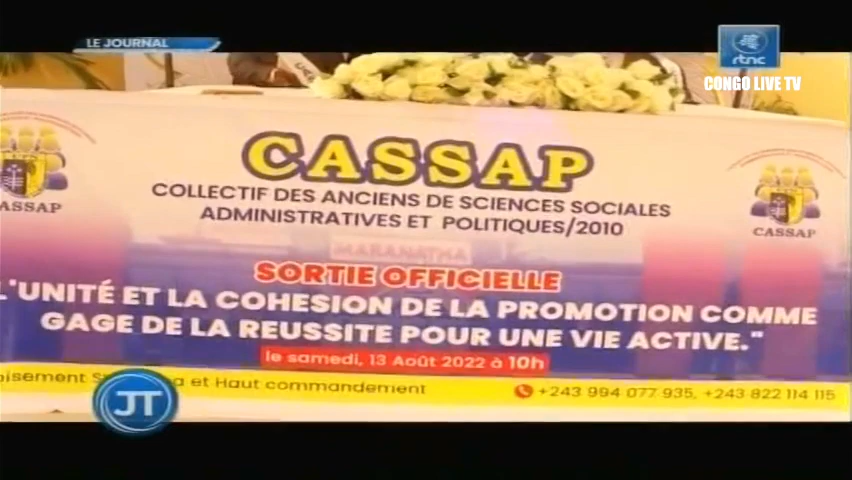 LE JOURNAL
rtnc
CONGO LIVE TV
CASSAP
COLLECTIF DES ANCIENS DE SCIENCES SOCIALES
ADMINISTRATIVES ET POLITIQUES/2010
ASSAP
CASSAP
MARANATHA
SORTIE OFFICIELLE
L'UNITÉ ET LA COHESION DE LA PROMOTION COMME
GAGE DE LA REUSSITE POUR UNE VIE ACTIVE."
le samedi, 13 Août 2022 à 10h
et Haut commandement
+243 994 077 935, +243 822 114 115
JT